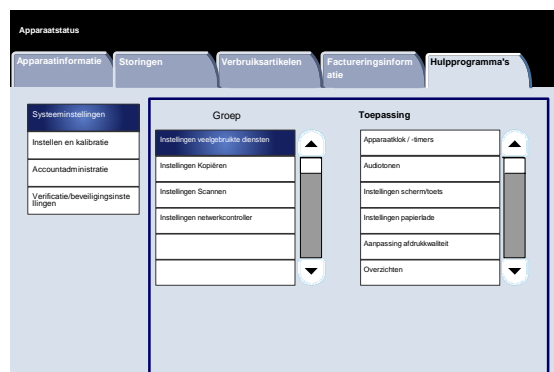 Apparaatstatus
Apparaatinformatie
Storingen
Verbruiksartikelen
Factureringsinform
atie
Hulpprogramma's
Systeeminstellingen
Instellen en kalibratie
Accountadministratie
Verificatie/beveiligingsinste
llingen
Groep
Instellingen veelgebruikte diensten
Instellingen Kopiëren
Instellingen Scannen
Instellingen netwerkcontroller
Toepassing
Apparaatklok / -timers
Audiotonen
Instellingen scherm/toets
Instellingen papierlade
Aanpassing afdrukkwaliteit
Overzichten